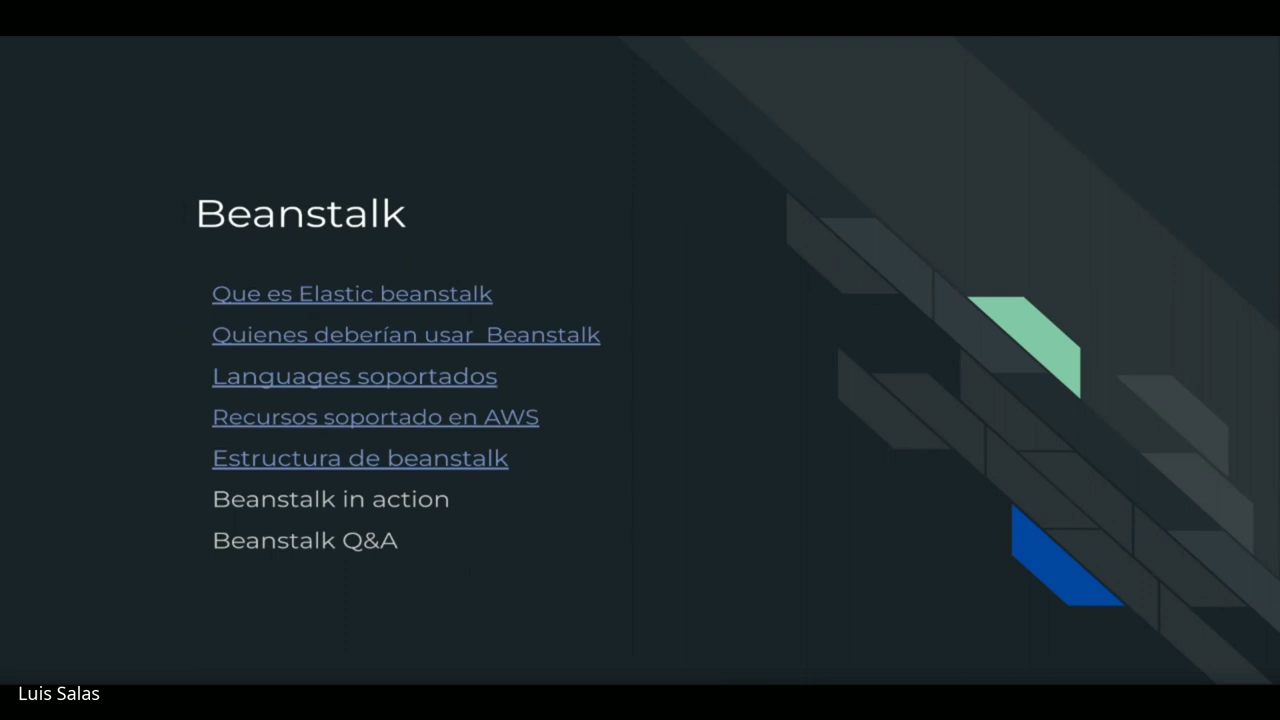 Beanstalk
Que es Elastic beanstalk
Quienes deberían usar  Beanstalk
Languages soportados
Recursos soportado en AWS
Estructura de beanstalk
Beanstalk in action
Beanstalk Q&A
Luis Salas